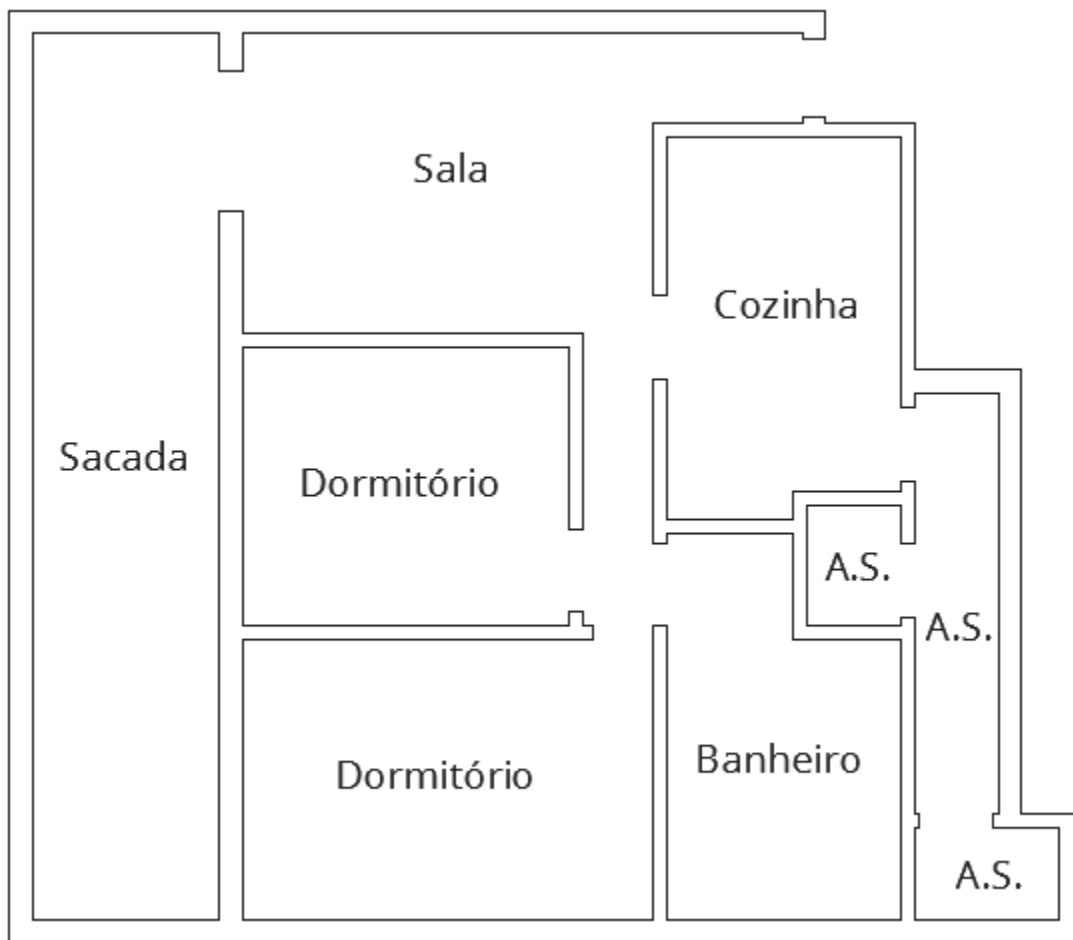 Sala
Cozinha
Sacada
Dormitório
A.S.
A.S.
Dormitório
Banheiro
A.S.